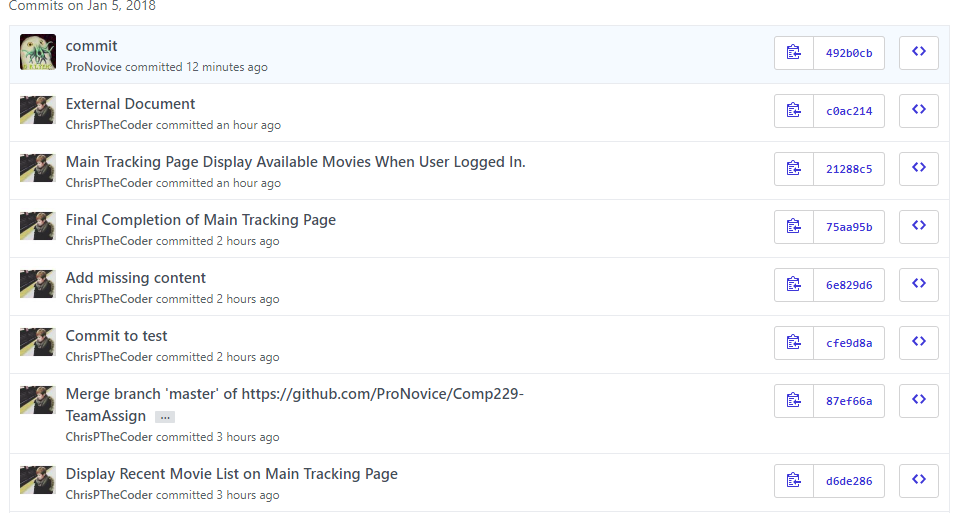 Commits on Jan 5, 2018
commit
ProNovice committed 12 minutes ago
492b0cb
External Document
ChrisPTheCoder committed an hour ago
c0ac214
Main Tracking Page Display Available Movies When User Logged In.
ChrisPTheCoder committed an hour ago
21288c5
Final Completion of Main Tracking Page
ChrisPTheCoder committed 2 hours ago
75aa95b
Add missing content
ChrisPTheCoder committed 2 hours ago
6e829d6
Commit to test
ChrisPTheCoder committed 2 hours ago
cfe9d8a
Merge branch 'master' of https://github.com/ProNovice/Comp229-
TeamAssign ...
ChrisPTheCoder committed 3 hours ago
87ef66a
Display Recent Movie List on Main Tracking Page
ChrisPTheCoder committed 3 hours ago
d6de286